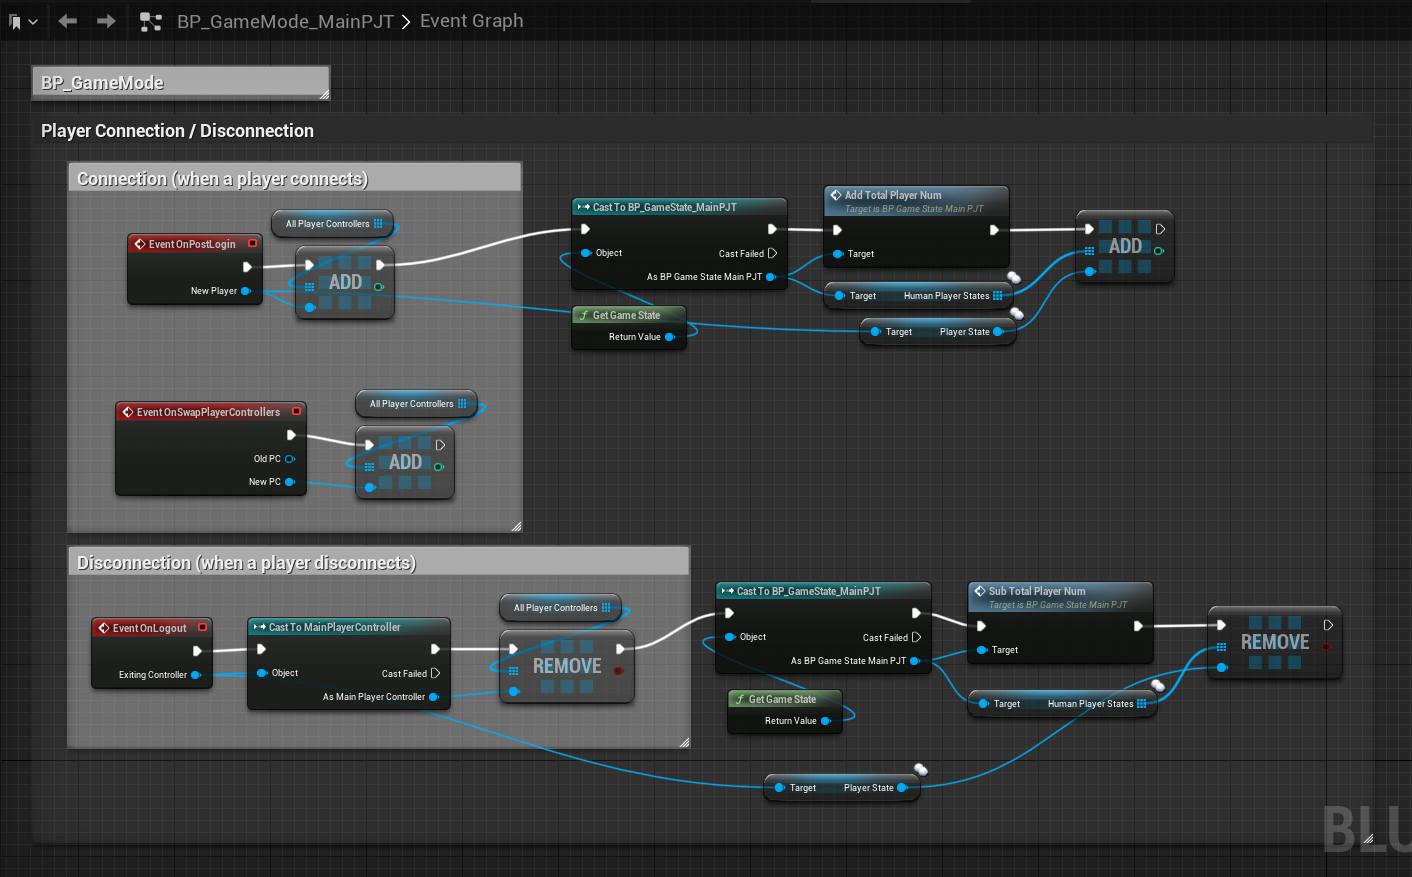 BP_GameMode_MainPJT > Event Graph
BP_GameMode
Player Connection / Disconnection
Connection (when a player connects)
All Player Controllers
Event OnPostLogin
New Player
ADD
Cast To BP_GameState_MainPJT
Object
Cast Failed
As BP Game State Main PJT
Get Game State
Return Value
Add Total Player Num
Target is BP Game State Main PJT
Target
Target Human Player States
Target Player State
ADD
All Player Controllers
Event OnSwapPlayerControllers
Old PC
New PC
ADD
Disconnection (when a player disconnects)
Event OnLogout
Exiting Controller
Cast To MainPlayerController
Object
Cast Failed
As Main Player Controller
All Player Controllers
REMOVE
Cast To BP_GameState_MainPJT
Object
Cast Failed
As BP Game State Main PJT
Get Game State
Return Value
Sub Total Player Num
Target is BP Game State Main PJT
Target
Target Human Player States
Target Player State
REMOVE
BLU